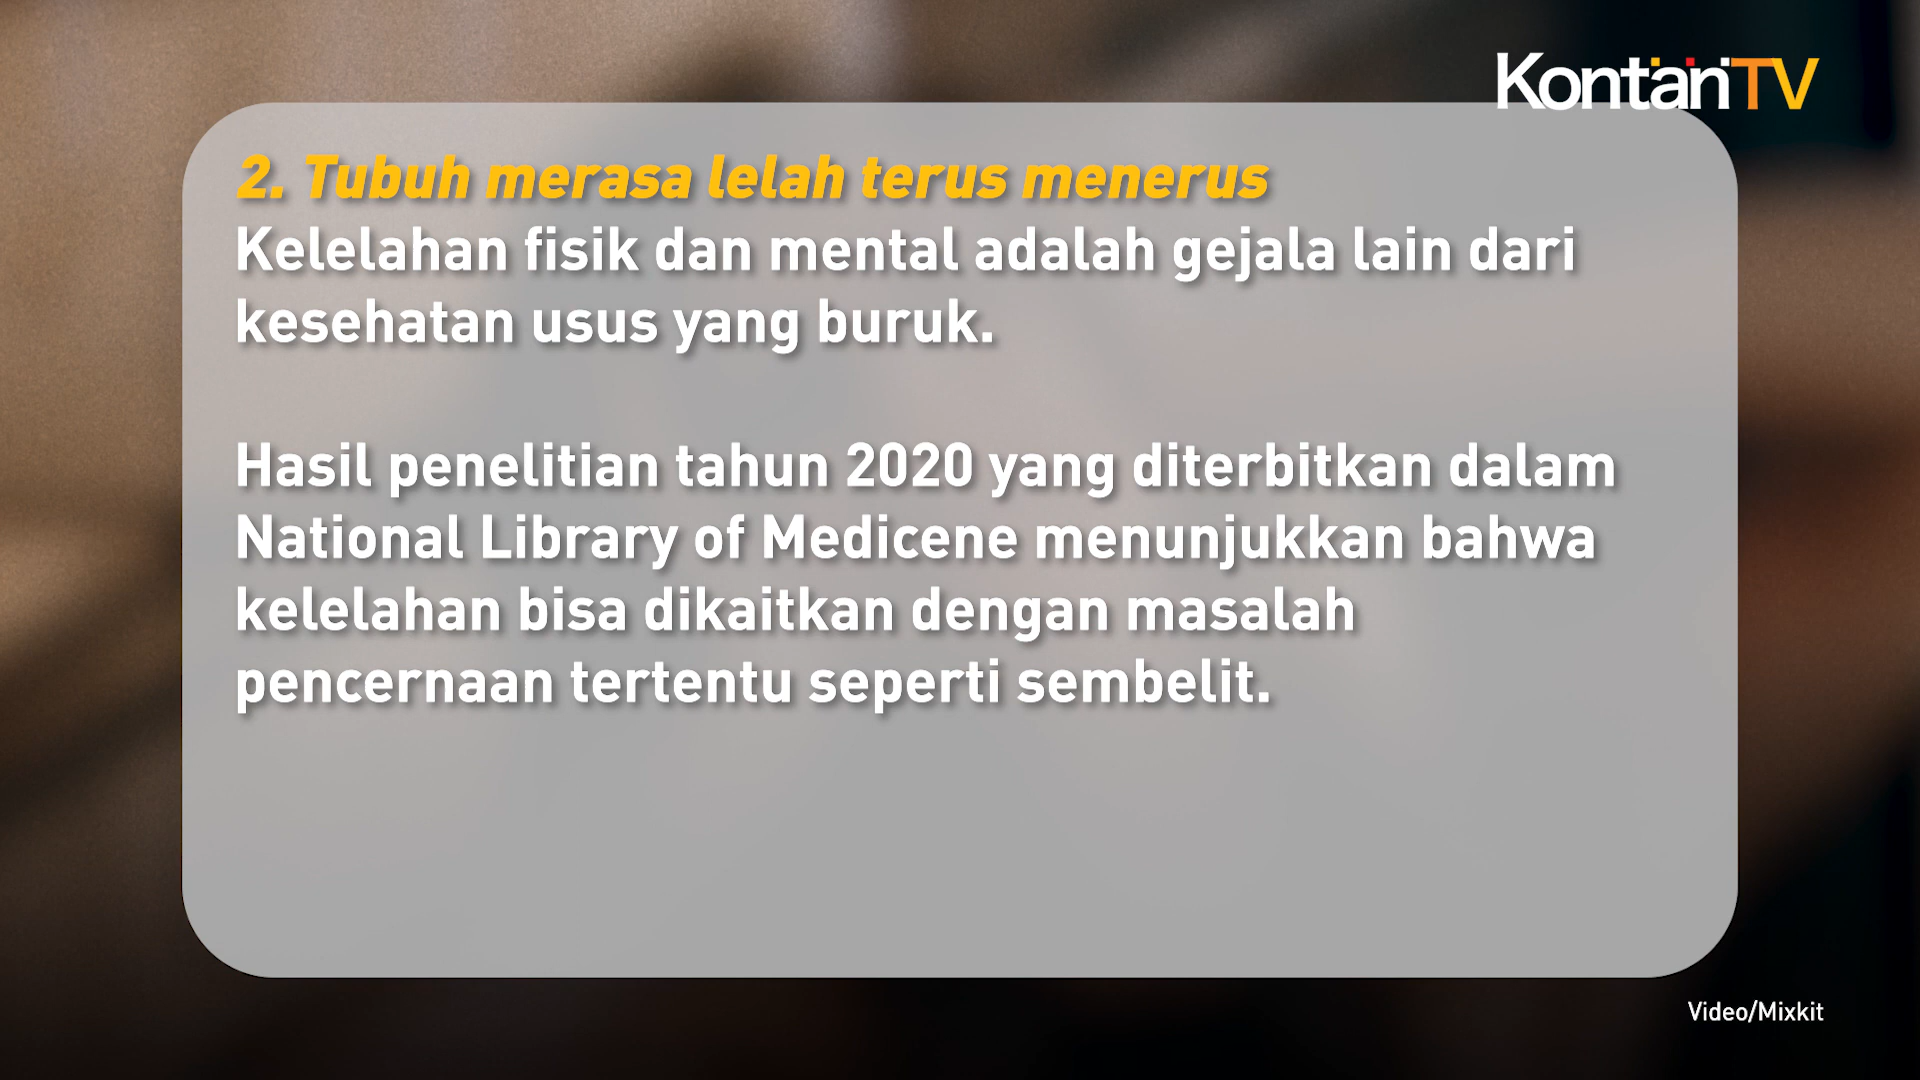 KontanTV
2. Tubuh merasa lelah terus menerus
Kelelahan fisik dan mental adalah gejala lain dari
kesehatan usus yang buruk.
Hasil penelitian tahun 2020 yang diterbitkan dalam
National Library of Medicene menunjukkan bahwa
kelelahan bisa dikaitkan dengan masalah
pencernaan tertentu seperti sembelit.
Video/Mixkit